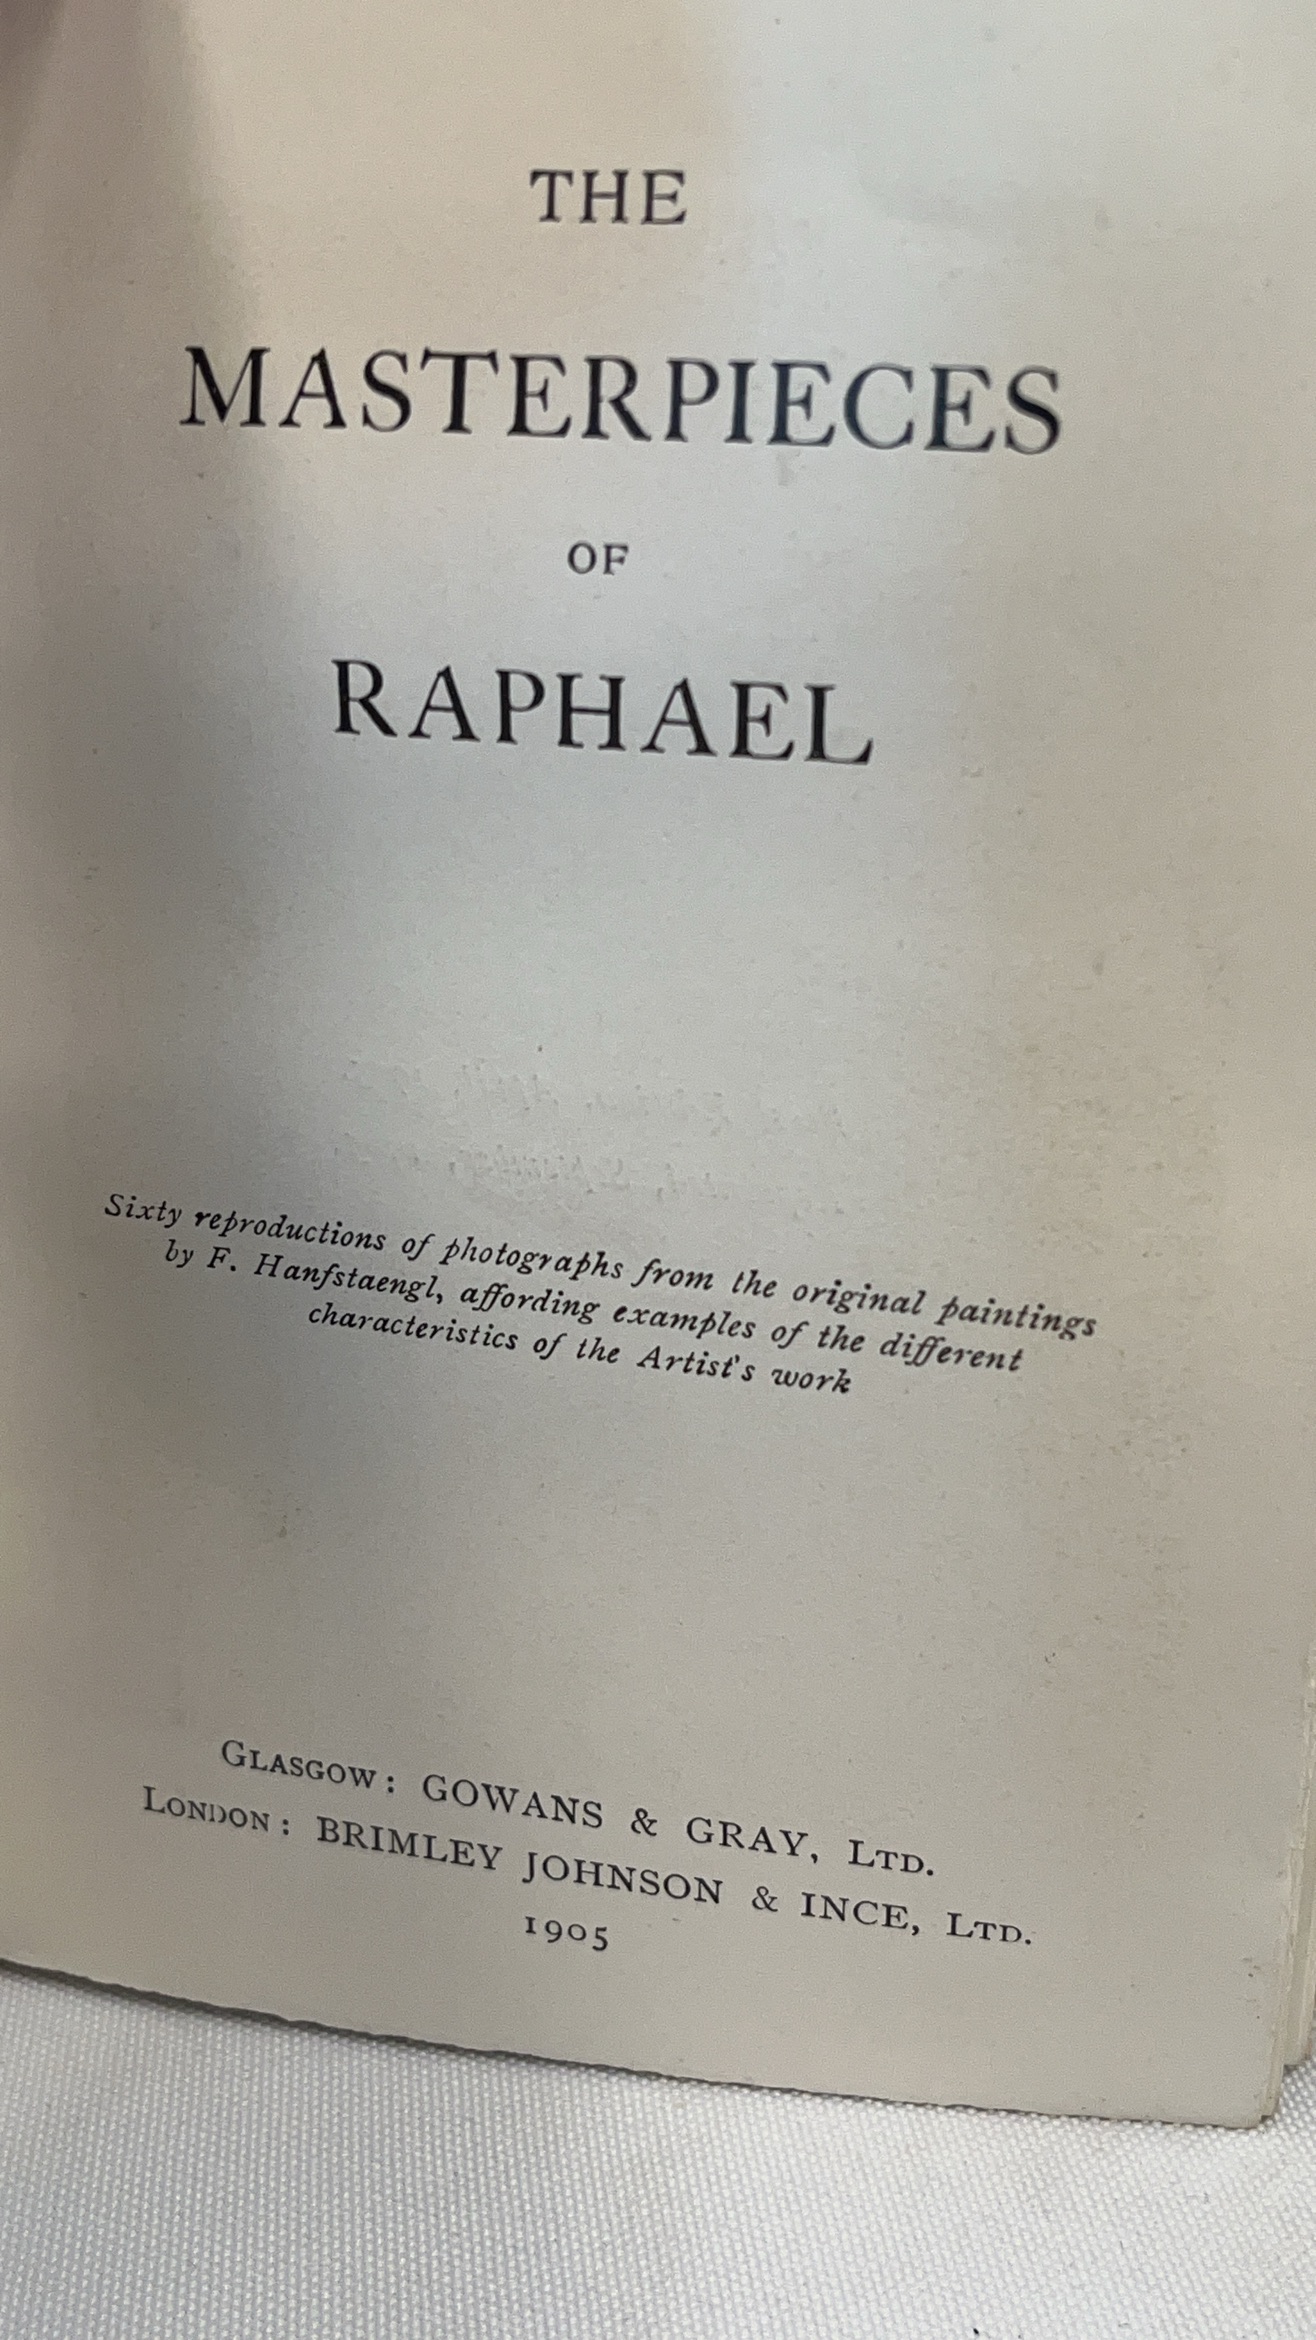 THE
MASTERPIECES
OF
RAPHAEL
Sixty reproductions of photographs from the original paintings
by F. Hanfstaengl, affording examples of the different
characteristics of the Artist's work
GLASGOW: GOWANS & GRAY, LTD.
LONDON: BRIMLEY JOHNSON & INCE, LTD.
1905